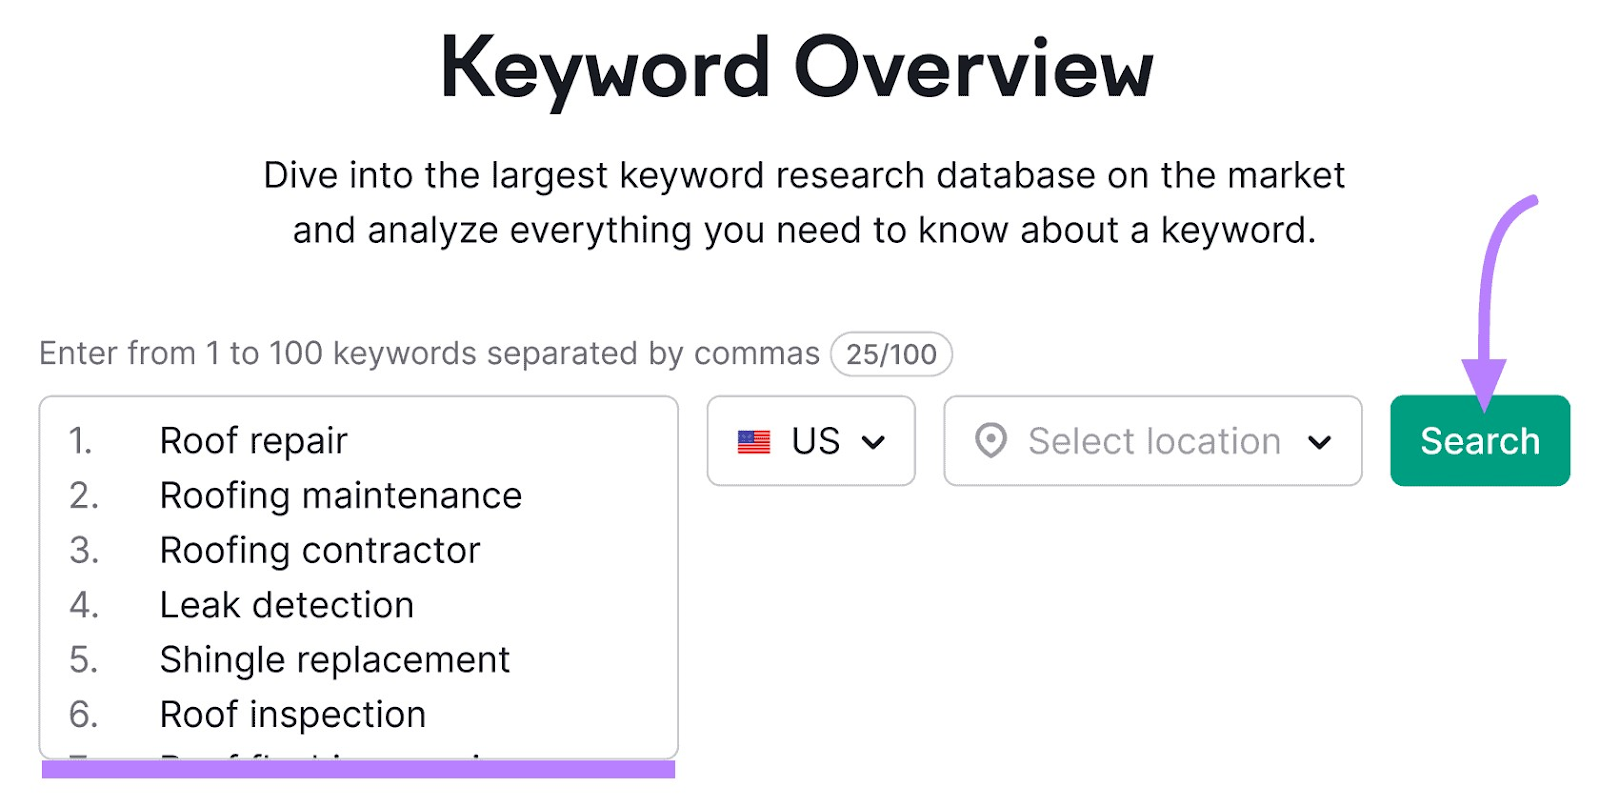 Keyword Overview
Dive into the largest keyword research database on the market
and analyze everything you need to know about a keyword.
Enter from 1 to 100 keywords separated by commas 25/100
1. Roof repair
2. Roofing maintenance
3. Roofing contractor
4. Leak detection
5. Shingle replacement
6. Roof inspection
US
Select location
Search